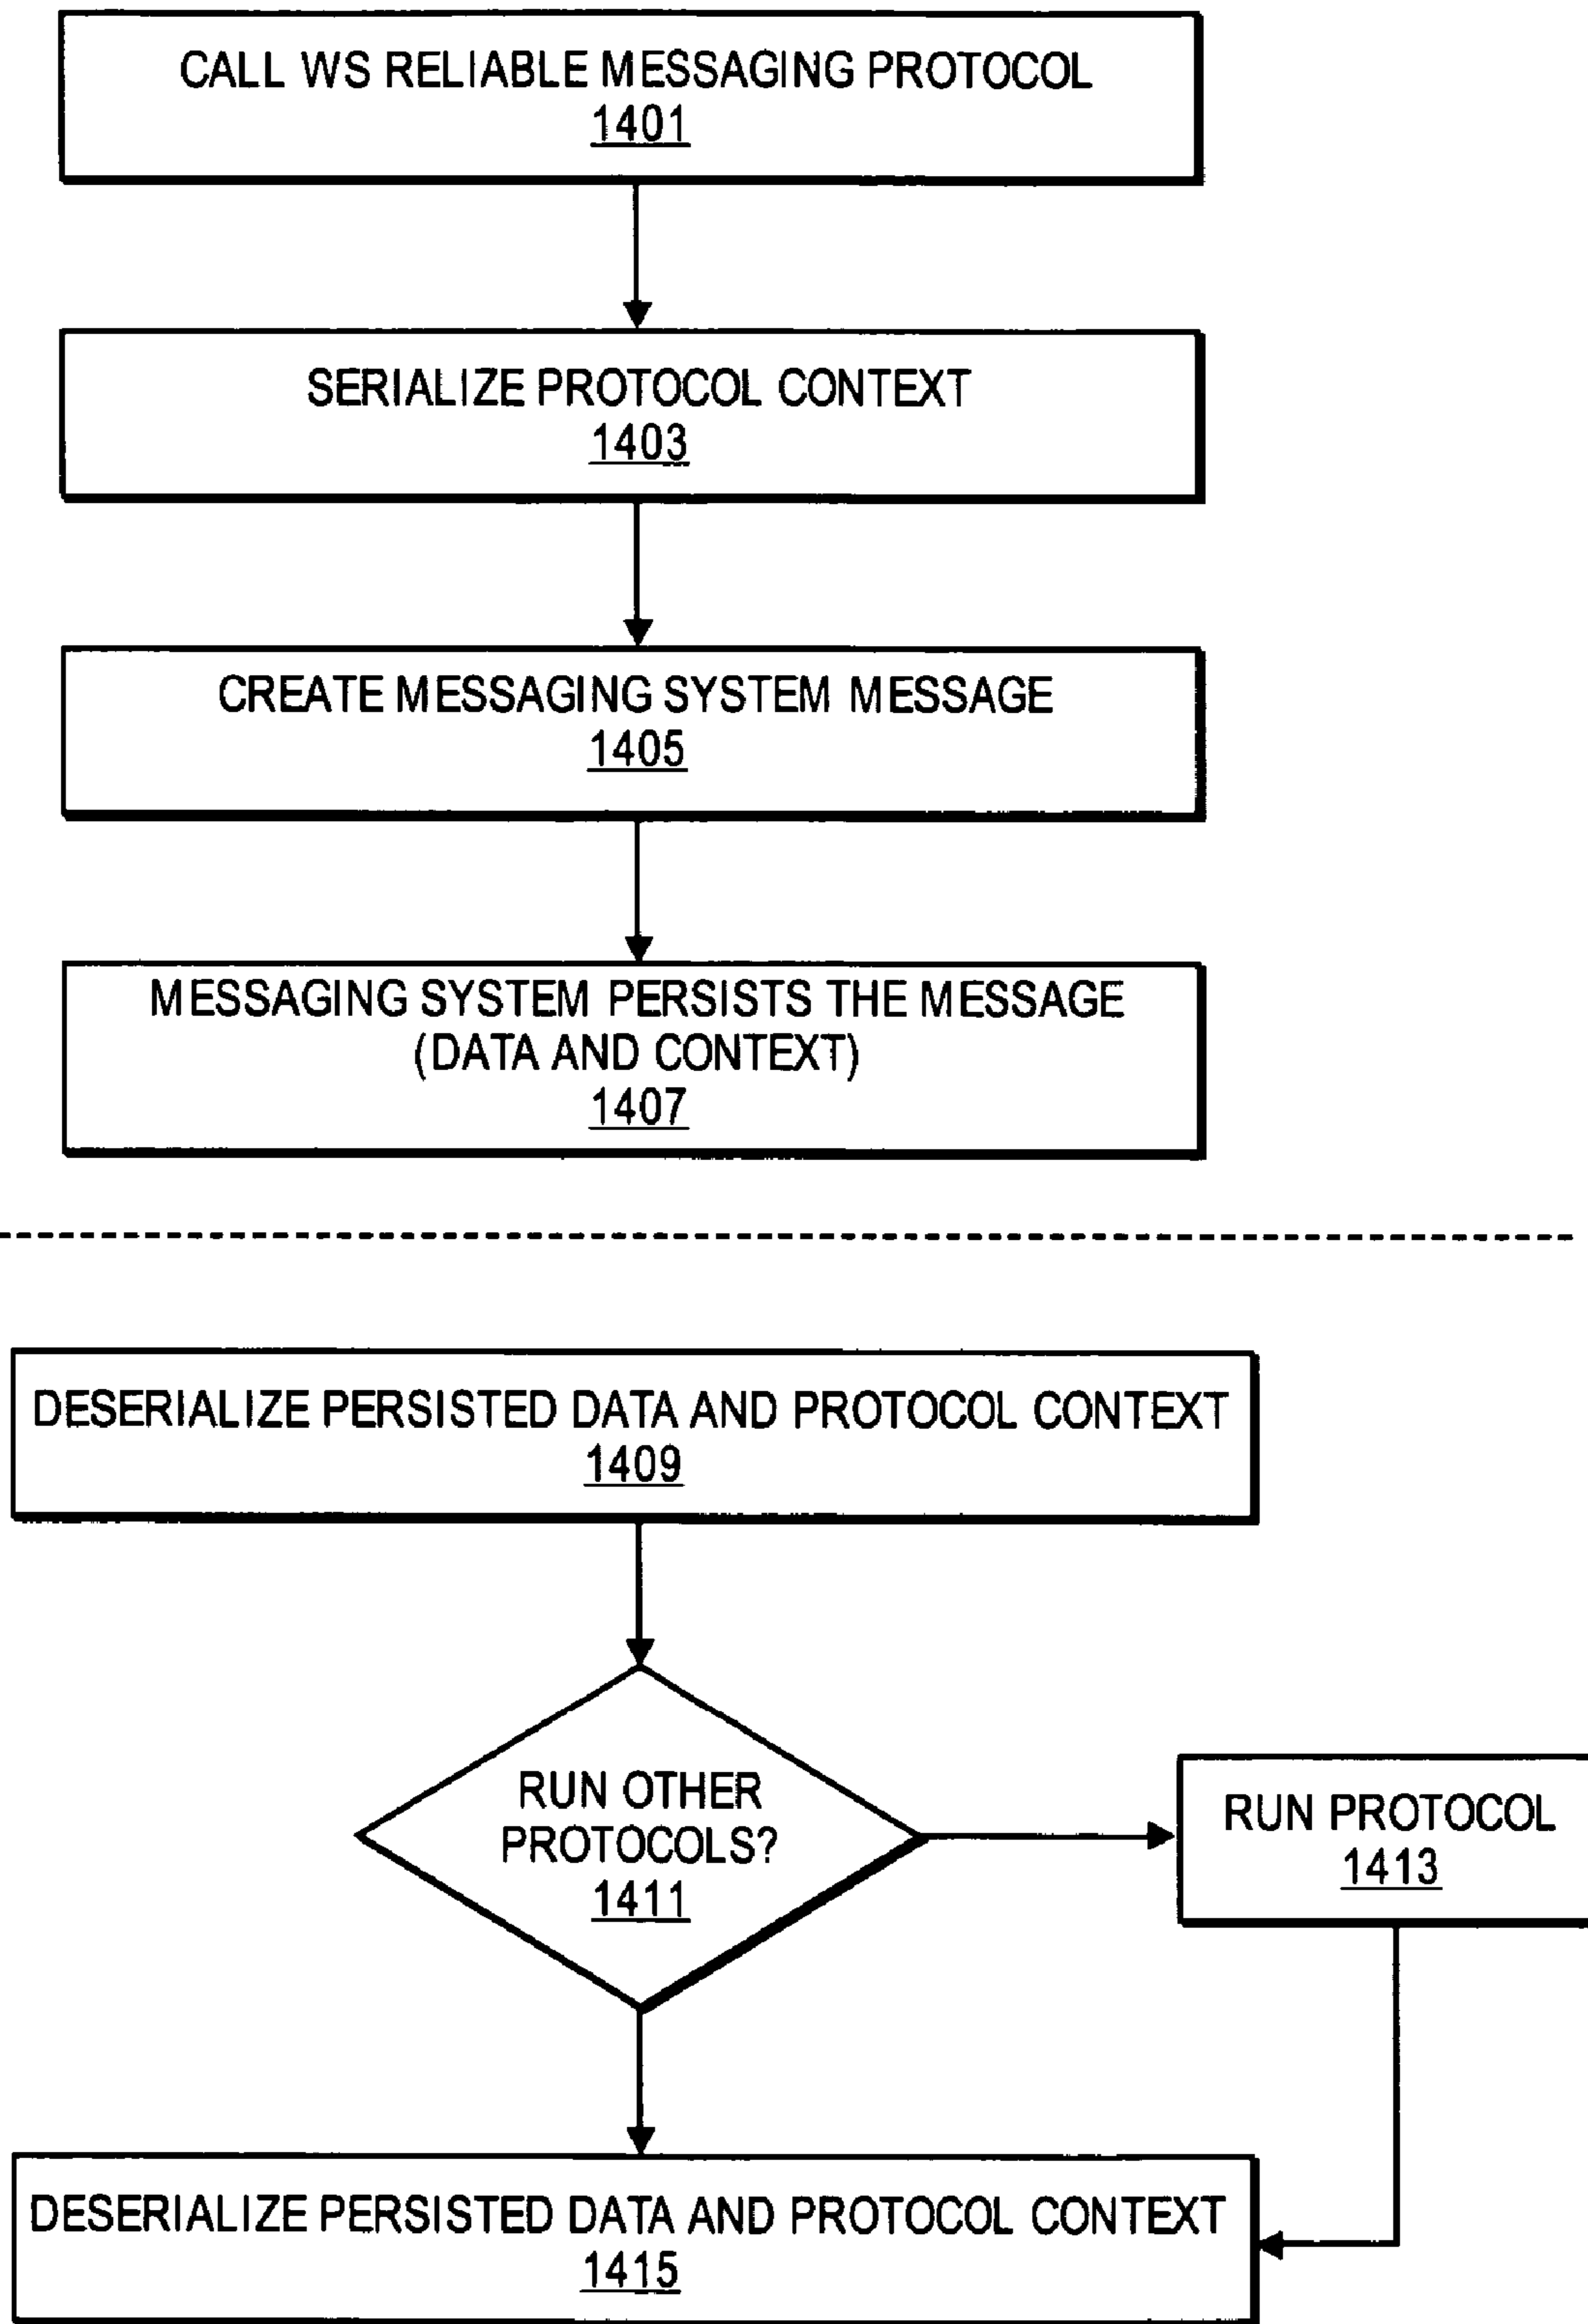 CALL WS RELIABLE MESSAGING PROTOCOL
1401
SERIALIZE PROTOCOL CONTEXT
1403
CREATE MESSAGING SYSTEM MESSAGE
1405
MESSAGING SYSTEM PERSISTS THE MESSAGE
(DATA AND CONTEXT)
1407
DESERIALIZE PERSISTED DATA AND PROTOCOL CONTEXT
1409
RUN OTHER
PROTOCOLS?
1411
RUN PROTOCOL
1413
DESERIALIZE PERSISTED DATA AND PROTOCOL CONTEXT
1415